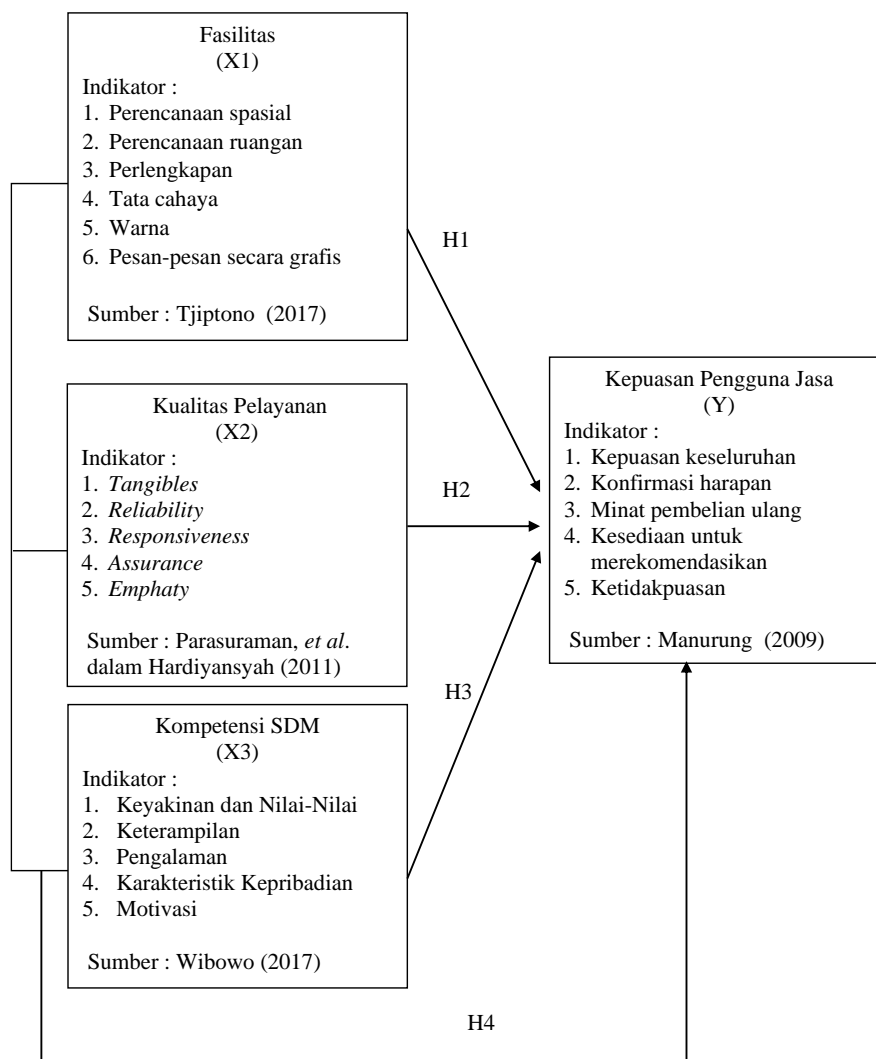 Fasilitas
(X1)
Indikator :
1. Perencanaan spasial
2. Perencanaan ruangan
3. Perlengkapan
4. Tata cahaya
5. Warna
6. Pesan-pesan secara grafis
Sumber : Tjiptono (2017)
H1
Kualitas Pelayanan
(X2)
Indikator :
1. Tangibles
2. Reliability
3. Responsiveness
4. Assurance
5. Emphaty
Sumber : Parasuraman, et al.
dalam Hardiyansyah (2011)
H2
Kompetensi SDM
(X3)
Indikator :
1. Keyakinan dan Nilai-Nilai
2. Keterampilan
3. Pengalaman
4. Karakteristik Kepribadian
5. Motivasi
Sumber : Wibowo (2017)
H3
Kepuasan Pengguna Jasa
(Y)
Indikator :
1. Kepuasan keseluruhan
2. Konfirmasi harapan
3. Minat pembelian ulang
4. Kesediaan untuk
merekomendasikan
5. Ketidakpuasan
Sumber : Manurung (2009)
H4